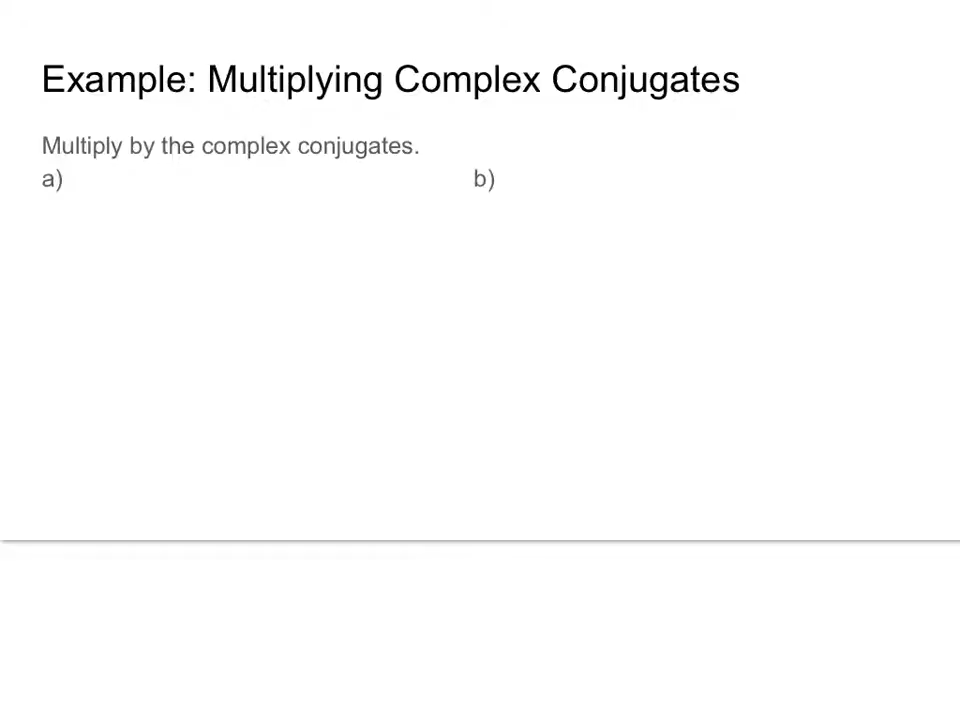 Example: Multiplying Complex Conjugates
Multiply by the complex conjugates.
a) b)